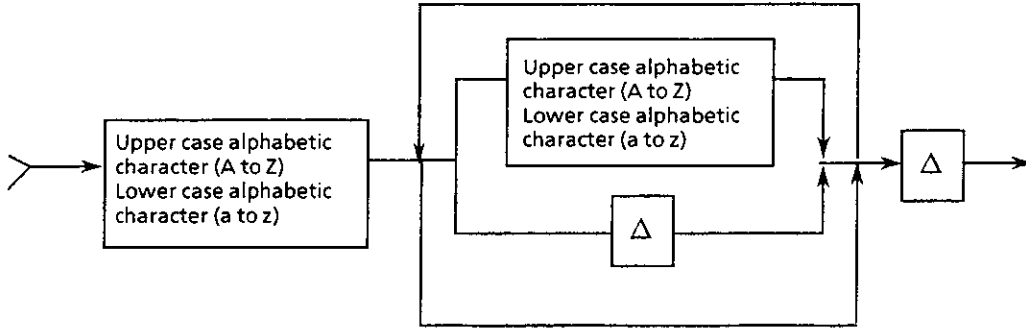 Upper case alphabetic
character (A to Z)
Lower case alphabetic
character (a to z)
Upper case alphabetic
character (A to Z)
Lower case alphabetic
character (a to z)
Δ
Δ